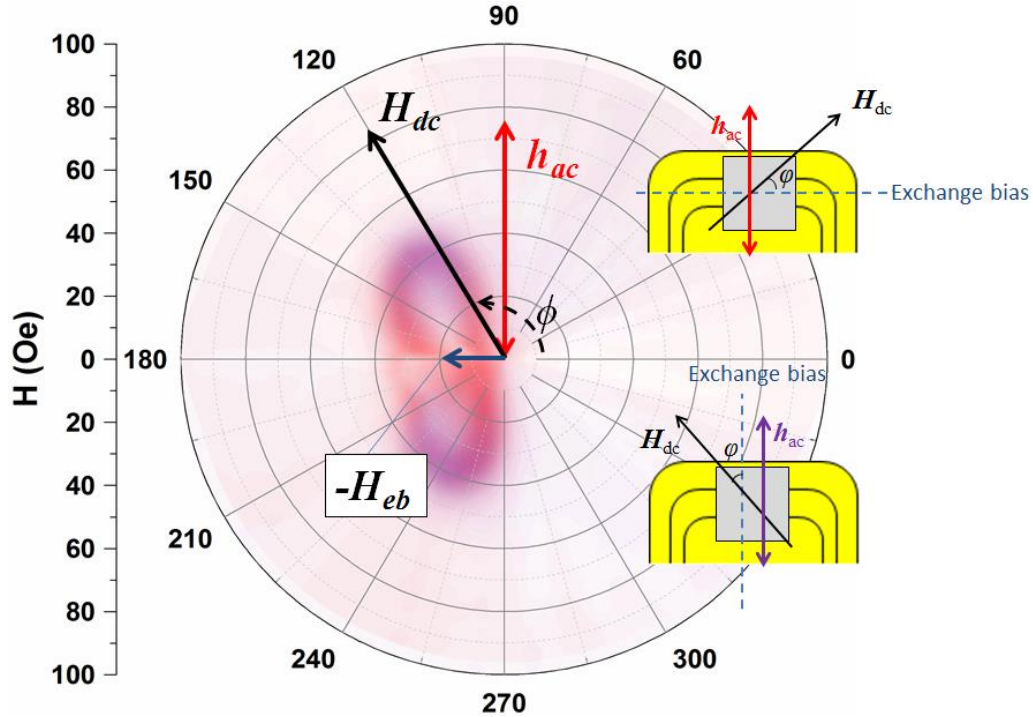 90
120
60
150
180
0
210
240
300
270
100
80
60
40
20
0
20
40
60
80
100
H (Oe)
H_dc
h_ac
ϕ
-H_eb
h_ac
H_dc
φ
Exchange bias
Exchange bias
H_dc
φ
h_ac